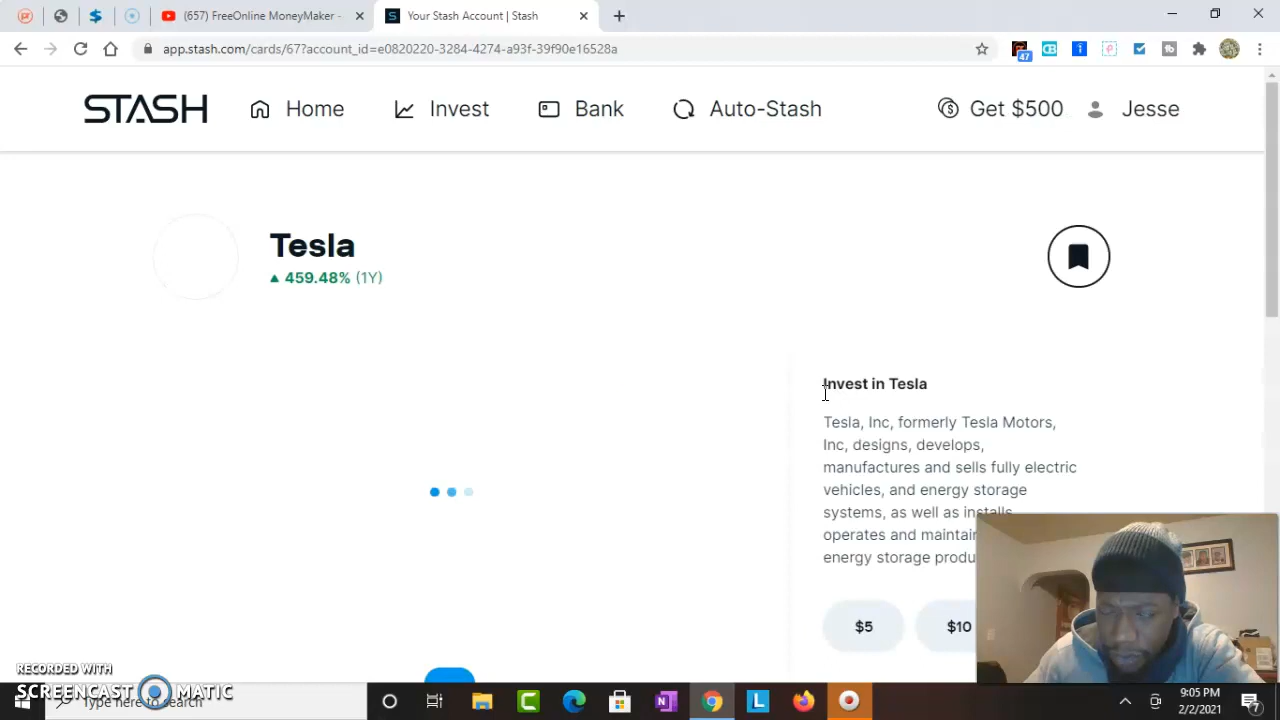 (657) FreeOnline MoneyMaker -
Your Stash Account | Stash
app.stash.com/cards/67?account_id=e0820220-3284-4274-a93f-39f90e16528a
47
CB
STASH
Home
Invest
Bank
Auto-Stash
Get $500
Jesse
Tesla
459.48% (1Y)
Invest in Tesla
Tesla, Inc, formerly Tesla Motors,
Inc, designs, develops,
manufactures and sells fully electric
vehicles, and energy storage
systems, as well as installs,
operates and maintain
energy storage produ
$5
$10
RECORDED WITH
SCREENCAST MATIC
Type here to search
9:05 PM
2/2/2021
7